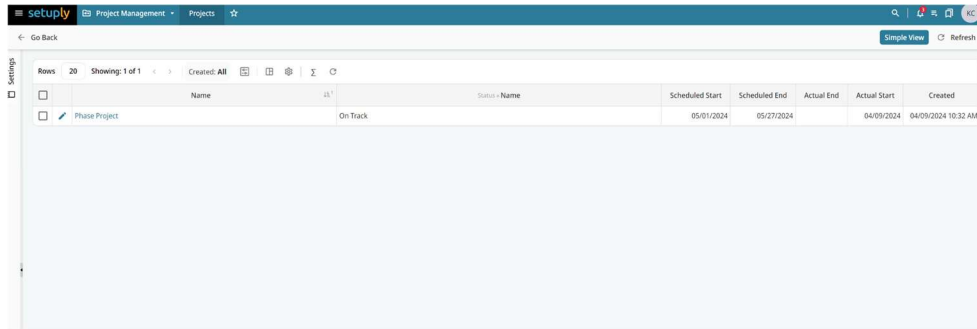 setuply Project Management Projects KC
Go Back Simple View Refresh
Settings
Rows 20 Showing: 1 of 1 Created: All Σ
Name Status » Name Scheduled Start Scheduled End Actual End Actual Start Created
Phase Project On Track 05/01/2024 05/27/2024 04/09/2024 04/09/2024 10:32 AM